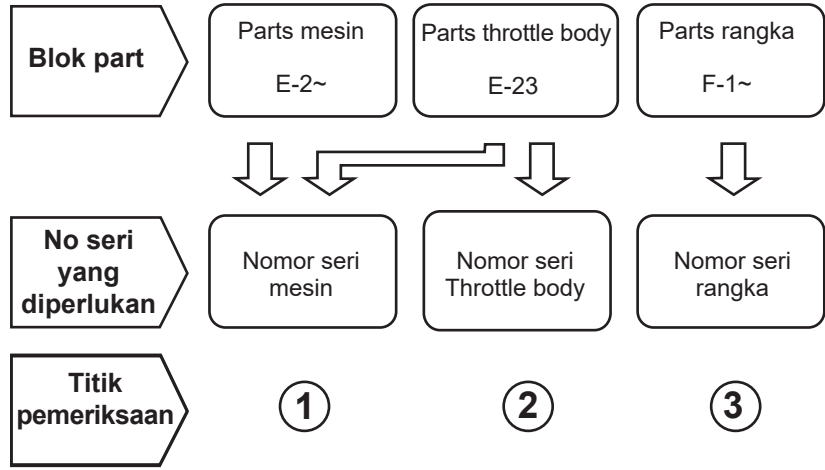 Blok part
Parts mesin
E-2~
Parts throttle body
E-23
Parts rangka
F-1~
No seri
yang
diperlukan
Nomor seri
mesin
Nomor seri
Throttle body
Nomor seri
rangka
Titik
pemeriksaan
1
2
3